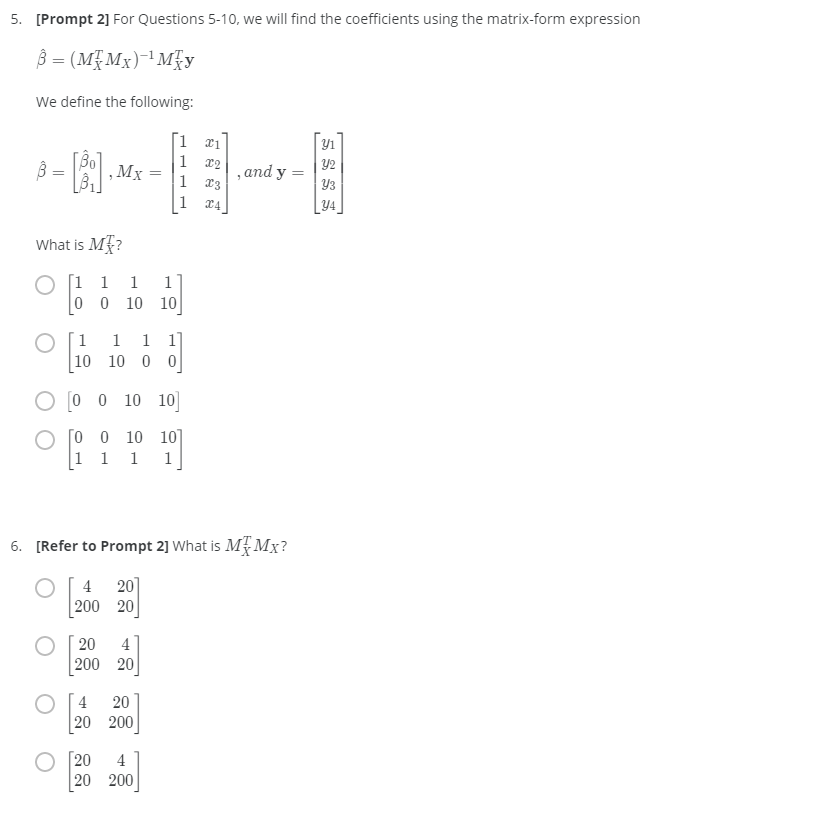 5. [Prompt 2] For Questions 5-10, we will find the coefficients using the matrix-form expression
β̂ = (M_X^T M_X)^{-1} M_X^T y
We define the following:
β̂ = [β̂0; β̂1], M_X = [1 x1; 1 x2; 1 x3; 1 x4], and y = [y1; y2; y3; y4]
What is M_X^T?
[1 1 1 1
0 0 10 10]
[1 1 1 1
10 10 0 0]
[0 0 10 10]
[0 0 10 10
1 1 1 1]
6. [Refer to Prompt 2] What is M_X^T M_X?
[4 20
200 20]
[20 4
200 20]
[4 20
20 200]
[20 4
20 200]